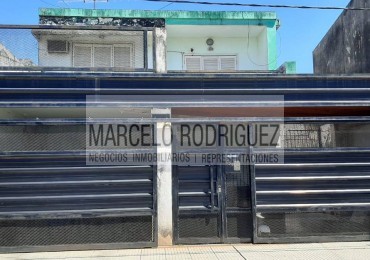 MARCELO RODRIGUEZ
NEGOCIOS INMOBILIARIOS | REPRESENTACIONES